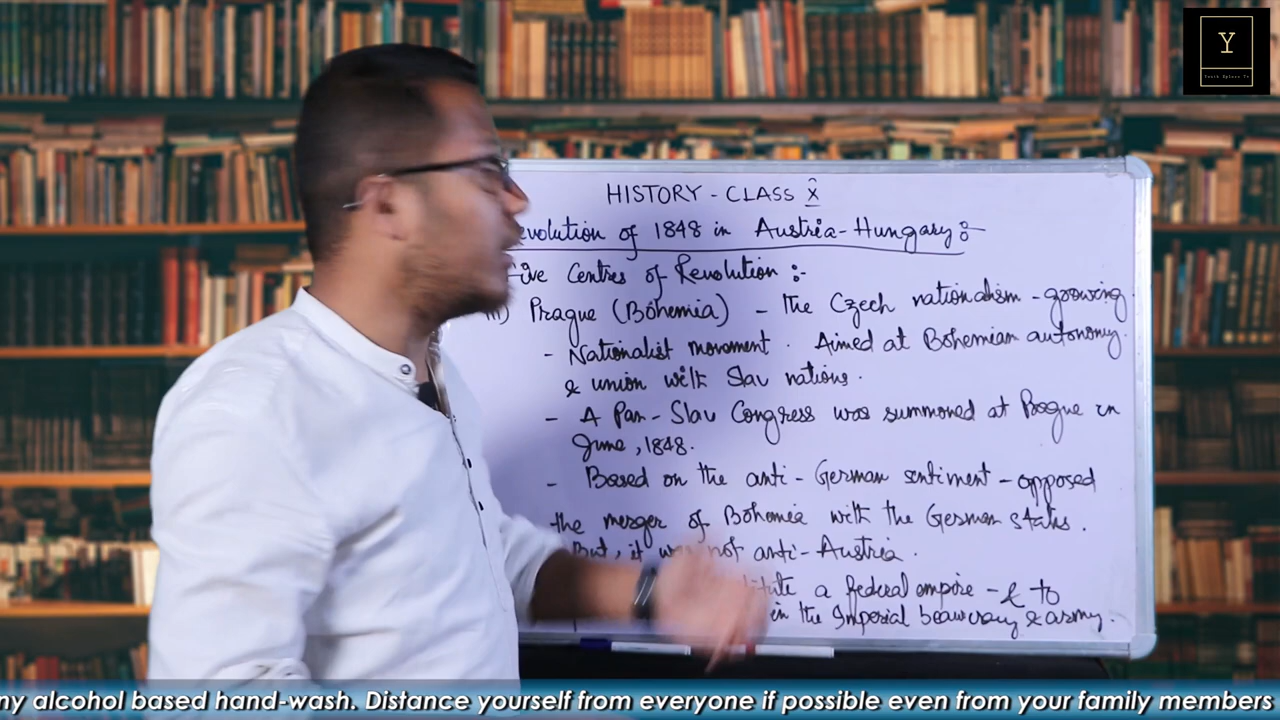 Y
HISTORY - CLASS X
evolution of 1848 in Austria-Hungary :-
Five Centres of Revolution :-
iii) Prague (Bohemia) - the Czech nationalism - growing.
- Nationalist movement. Aimed at Bohemian autonomy.
& union with Slav nations.
- A Pan-Slav Congress was summoned at Prague in
June, 1848.
- Based on the anti-German sentiment - opposed
the merger of Bohemia with the German states.
But, it was not anti-Austria.
a federal empire - & to
in the Imperial beaucracy & army.
ny alcohol based hand-wash. Distance yourself from everyone if possible even from your family members